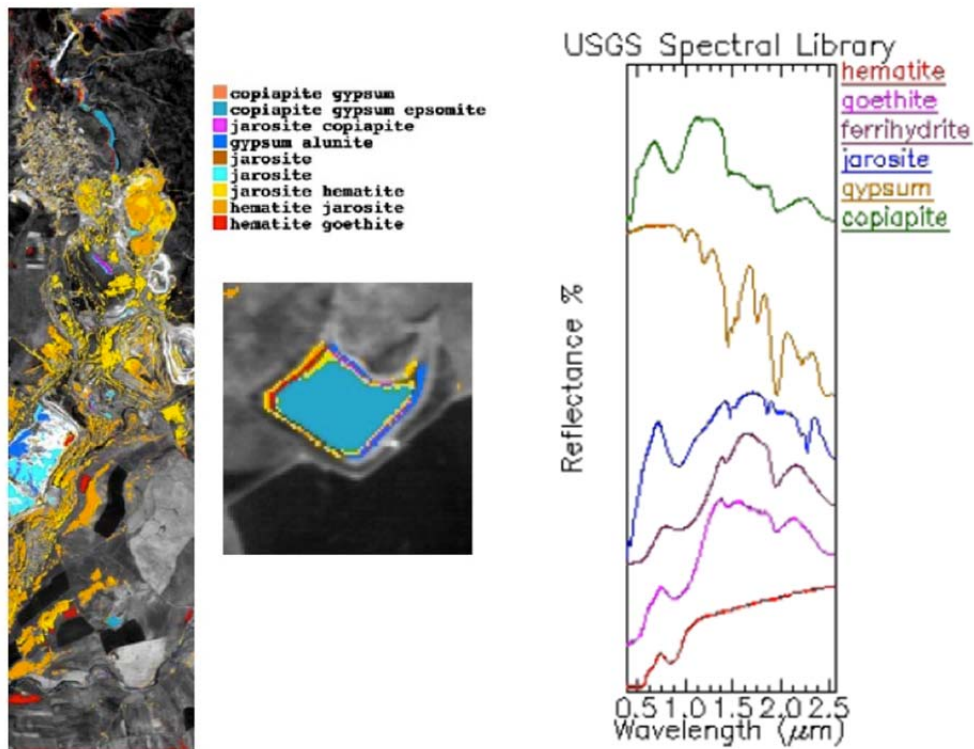 copiapite gypsum
copiapite gypsum epsomite
jarosite copiapite
gypsum alunite
jarosite
jarosite
jarosite hematite
hematite jarosite
hematite goethite
USGS Spectral Library
hematite
goethite
ferrihydrite
jarosite
gypsum
copiapite
Reflectance %
0.5 1.0 1.5 2.0 2.5
Wavelength (μm)